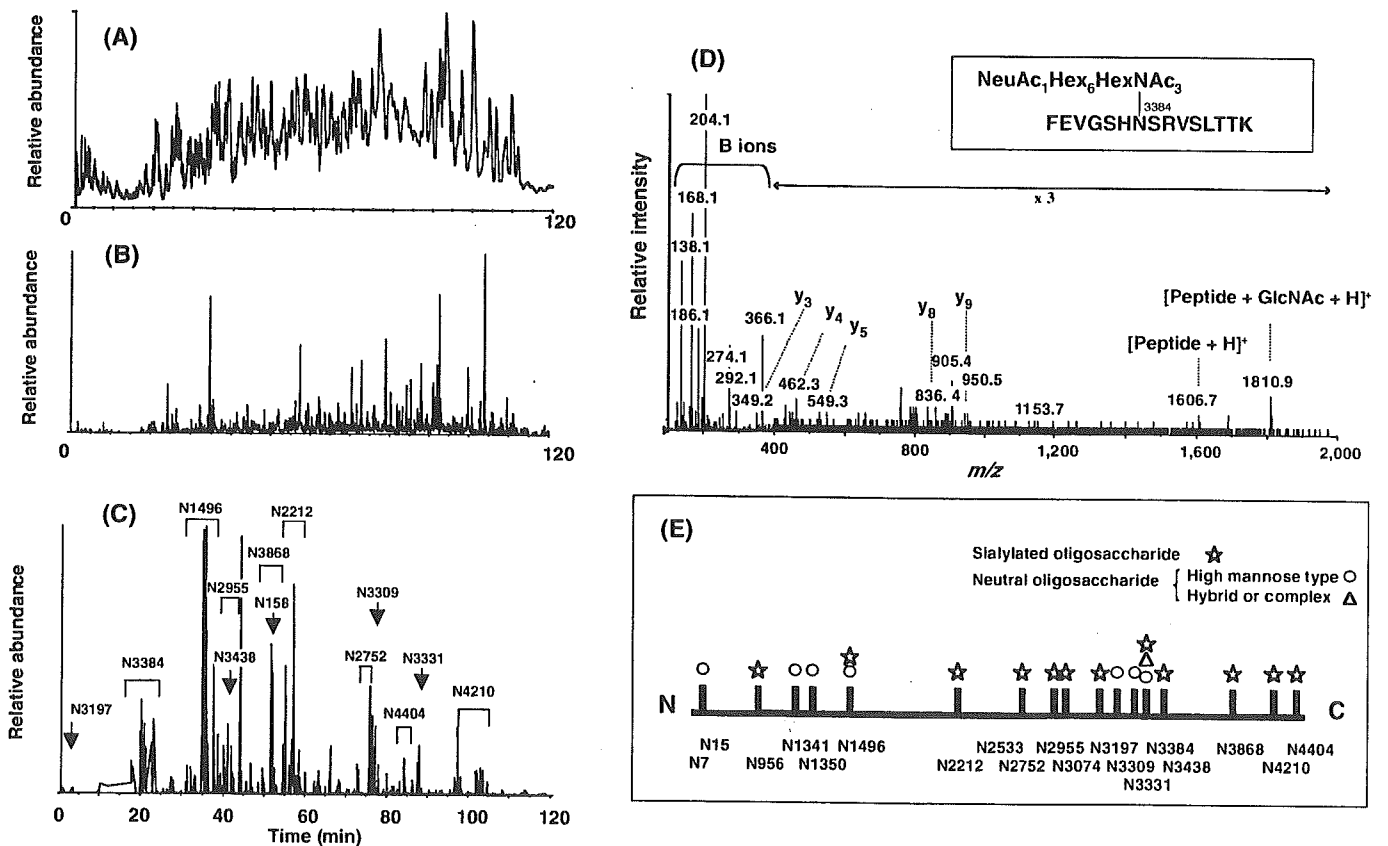 (A)
Relative abundance
0
120
(B)
Relative abundance
0
120
(C)
Relative abundance
N3197
N3384
N1496
N2955
N3438
N3868
N158
N2212
N3309
N2752
N3331
N4404
N4210
0 20 40 60 80 100 120
Time (min)
(D)
NeuAc1Hex6HexNAc3
3384
FEVGSHNSRVSLTTK
Relative intensity
204.1
B ions
x 3
168.1
138.1
186.1
274.1
292.1
366.1
349.2
y3
462.3
y4
549.3
y5
y8
836. 4
905.4
y9
950.5
1153.7
[Peptide + H]+
1606.7
[Peptide + GlcNAc + H]+
1810.9
400 800 1,200 1,600 2,000
m/z
(E)
Sialylated oligosaccharide
Neutral oligosaccharide
High mannose type
Hybrid or complex
N
C
N15 N1341 N1496 N2533 N2955 N3197 N3384 N3868 N4404
N7 N956 N1350 N2212 N2752 N3074 N3309 N3438 N4210
N3331